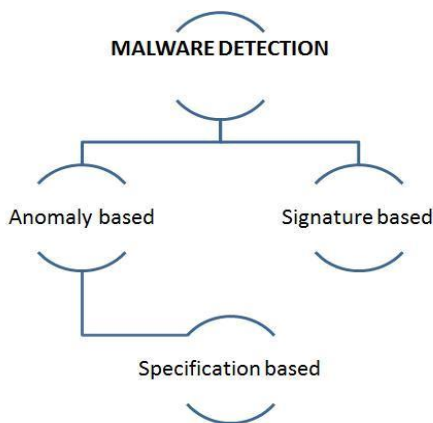 MALWARE DETECTION
Anomaly based
Signature based
Specification based